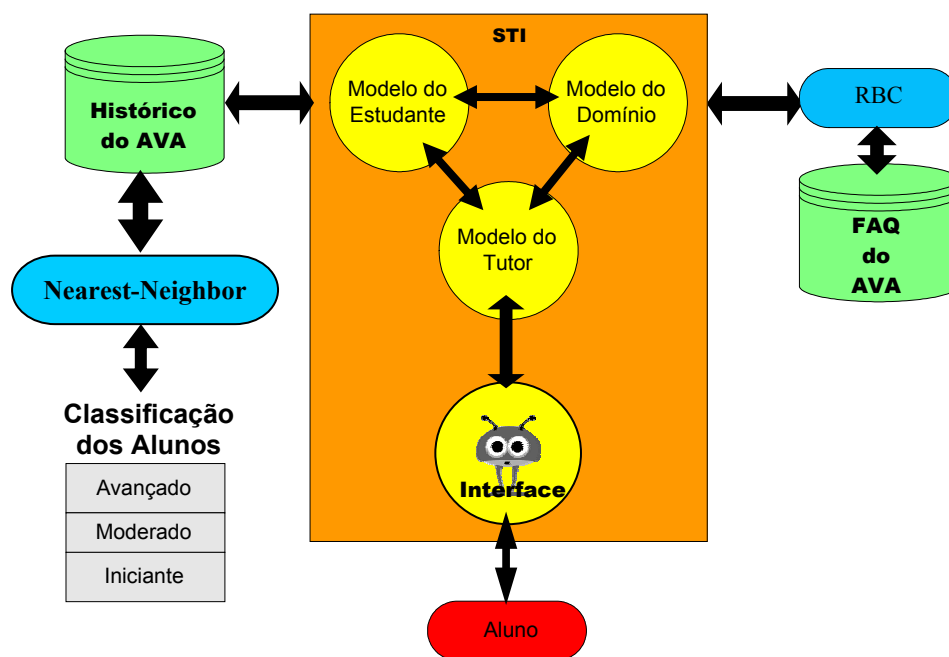 STI
Histórico
do AVA
Modelo do
Estudante
Modelo do
Domínio
RBC
Modelo do
Tutor
FAQ
do
AVA
Nearest-Neighbor
Classificação
dos Alunos
Avançado
Moderado
Iniciante
Interface
Aluno